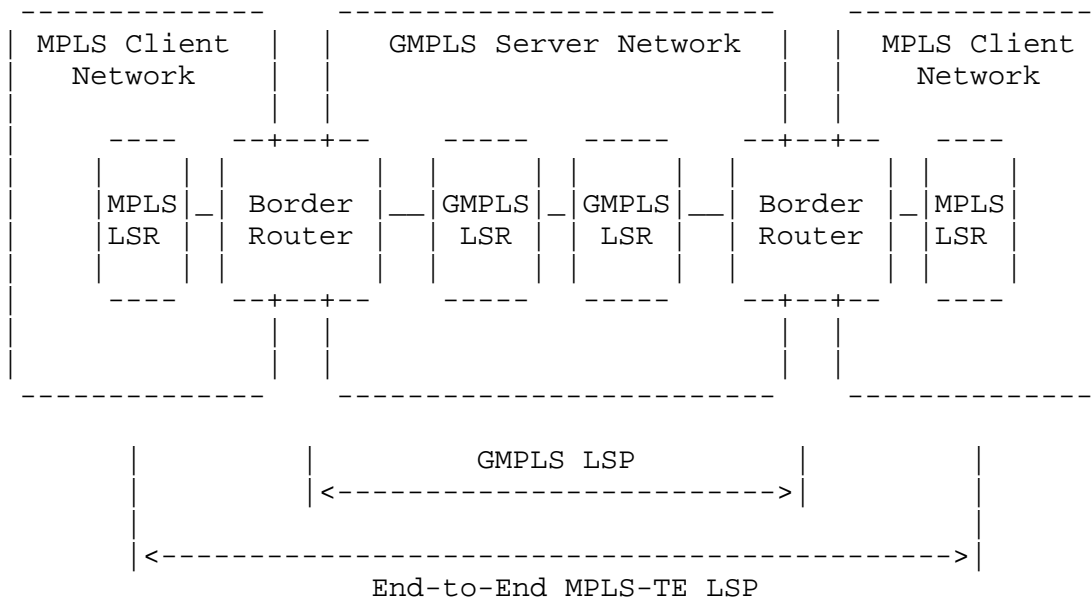 MPLS Client GMPLS Server Network MPLS Client
Network Network
MPLS Border GMPLS GMPLS Border MPLS
LSR Router LSR LSR Router LSR
GMPLS LSP
End-to-End MPLS-TE LSP